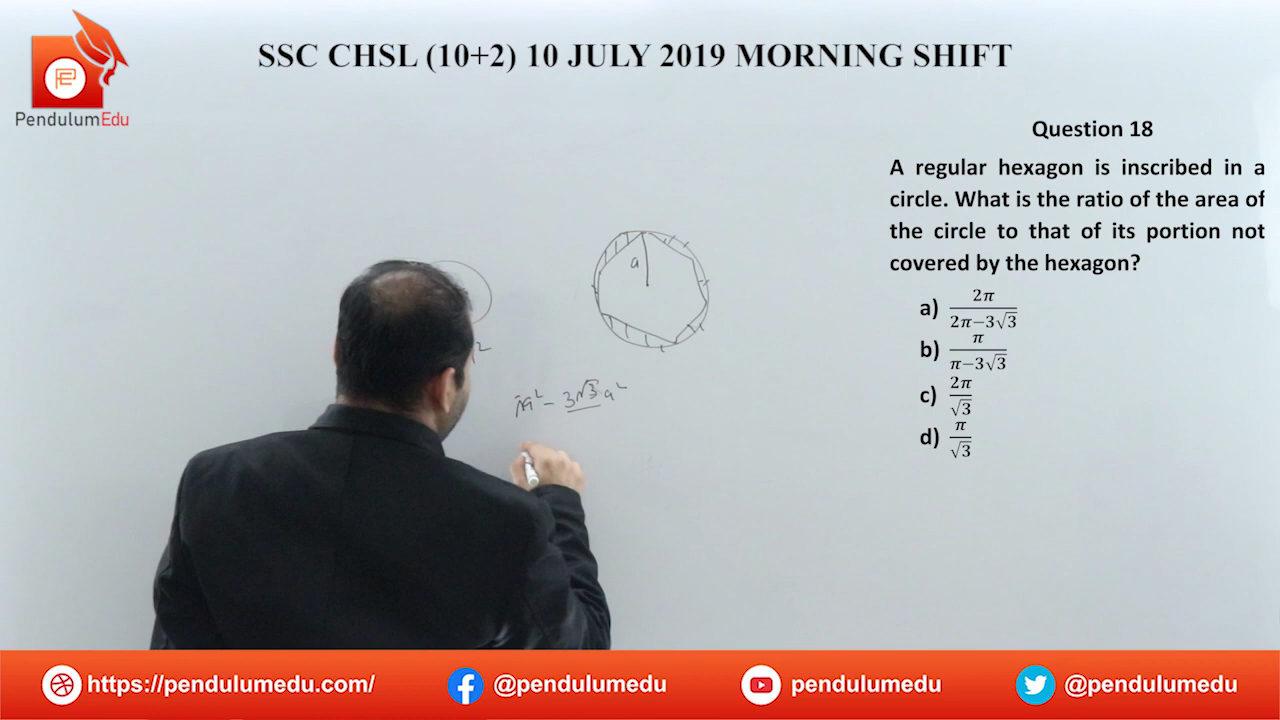 SSC CHSL (10+2) 10 JULY 2019 MORNING SHIFT
PendulumEdu
Question 18
A regular hexagon is inscribed in a
circle. What is the ratio of the area of
the circle to that of its portion not
covered by the hexagon?
a) 2π/(2π−3√3)
b) π/(π−3√3)
c) 2π/√3
d) π/√3
a
2
πa² − 3√3 a²
https://pendulumedu.com/ @pendulumedu pendulumedu @pendulumedu